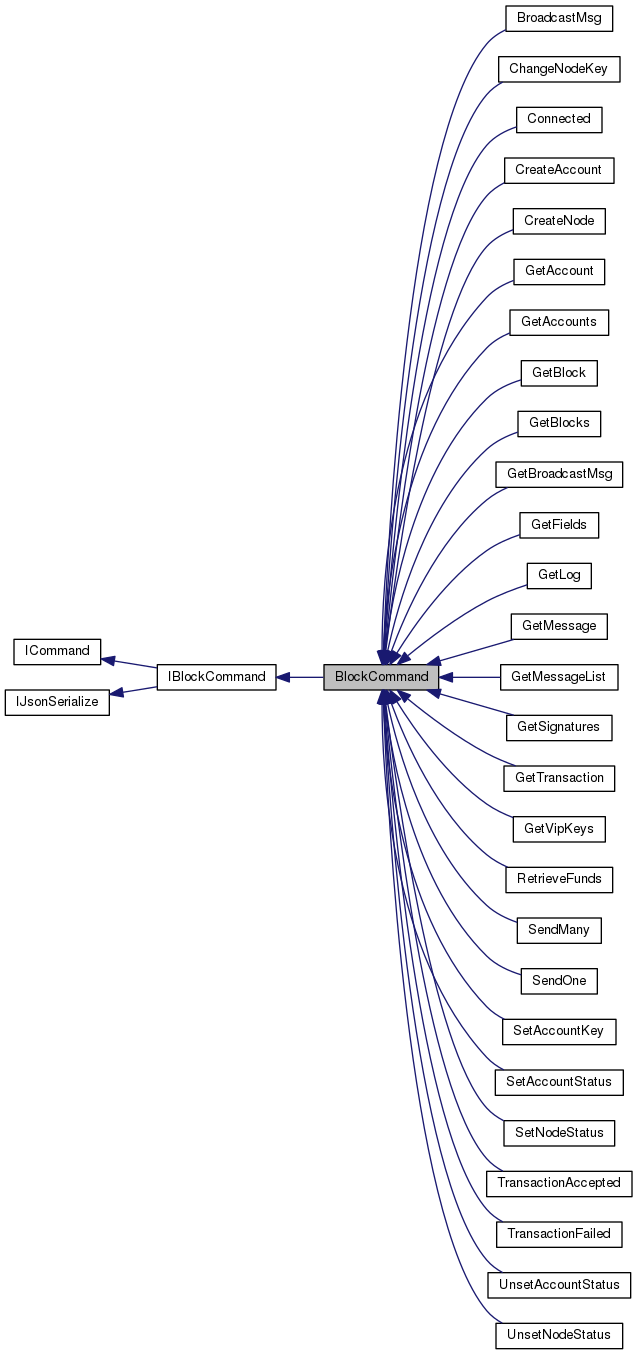 BroadcastMsg
ChangeNodeKey
Connected
CreateAccount
CreateNode
GetAccount
GetAccounts
GetBlock
GetBlocks
GetBroadcastMsg
GetFields
GetLog
GetMessage
ICommand
IBlockCommand
BlockCommand
GetMessageList
IJsonSerialize
GetSignatures
GetTransaction
GetVipKeys
RetrieveFunds
SendMany
SendOne
SetAccountKey
SetAccountStatus
SetNodeStatus
TransactionAccepted
TransactionFailed
UnsetAccountStatus
UnsetNodeStatus